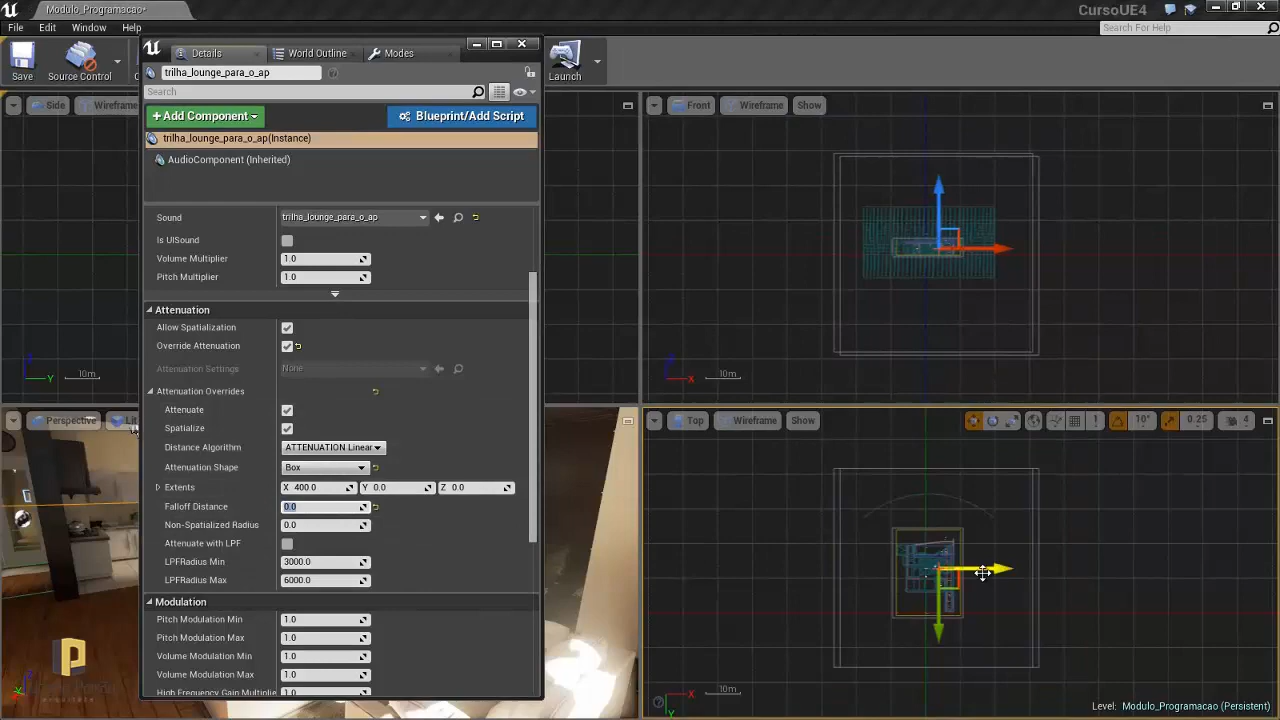 Modulo_Programacao*
CursoUE4
File Edit Window Help
Search For Help
Save
Source Control
Launch
Details
World Outline
Modes
trilha_lounge_para_o_ap
Search
+ Add Component
Blueprint/Add Script
trilha_lounge_para_o_ap(Instance)
AudioComponent (Inherited)
Sound trilha_lounge_para_o_ap
Is UISound
Volume Multiplier 1.0
Pitch Multiplier 1.0
Attenuation
Allow Spatialization
Override Attenuation
Attenuation Settings None
Attenuation Overrides
Attenuate
Spatialize
Distance Algorithm ATTENUATION Linear
Attenuation Shape Box
Extents X 400.0 Y 0.0 Z 0.0
Falloff Distance 0.0
Non-Spatialized Radius 0.0
Attenuate with LPF
LPFRadius Min 3000.0
LPFRadius Max 6000.0
Modulation
Pitch Modulation Min 1.0
Pitch Modulation Max 1.0
Volume Modulation Min 1.0
Volume Modulation Max 1.0
High Frequency Gain Multiplie 1.0
Side Wireframe
Y 10m
Front Wireframe Show
X 10m
Perspective Lit
Top Wireframe Show
1 10° 0.25 4
X 10m
Y
Level: Modulo_Programacao (Persistent)